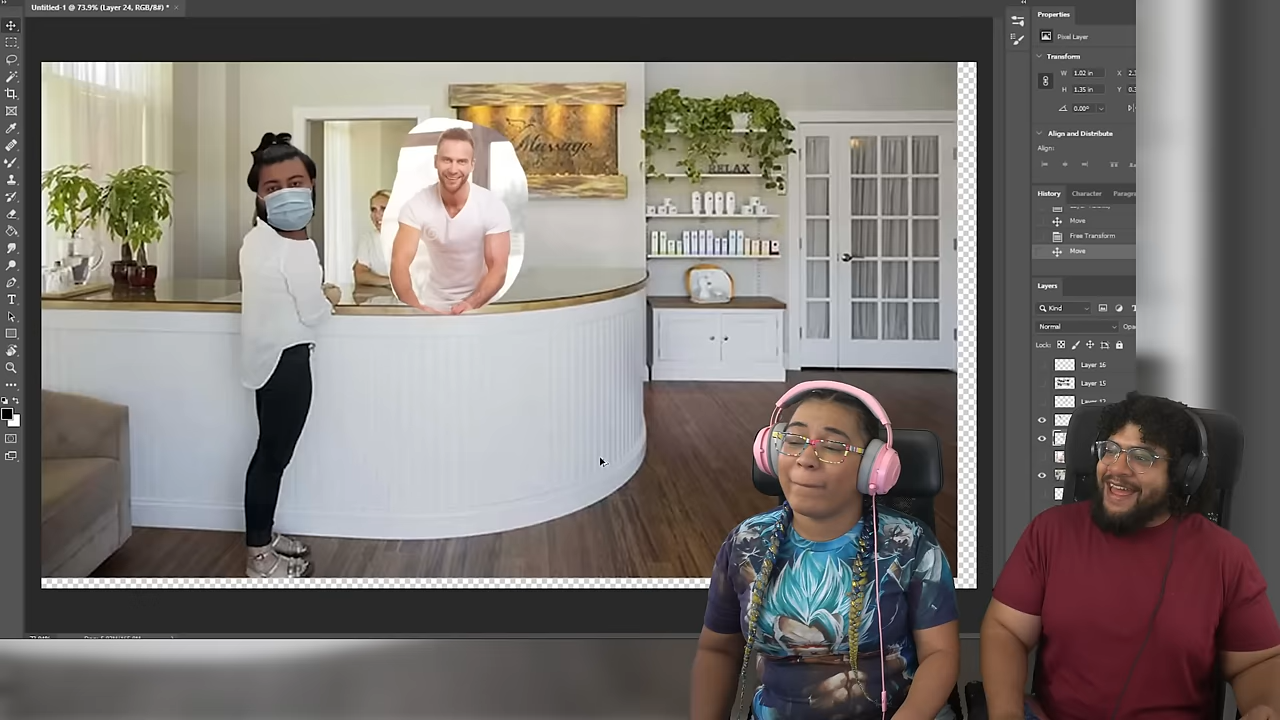 Untitled-1 @ 73.9% (Layer 24, RGB/8#) *
Properties
Pixel Layer
Transform
W 1.02 in X
H 1.35 in Y
0.00°
Align and Distribute
Align:
History Character
Move
Free Transform
Move
Layers
Kind
Normal
Lock:
Layer 16
Layer 15
Massage
RELAX
T